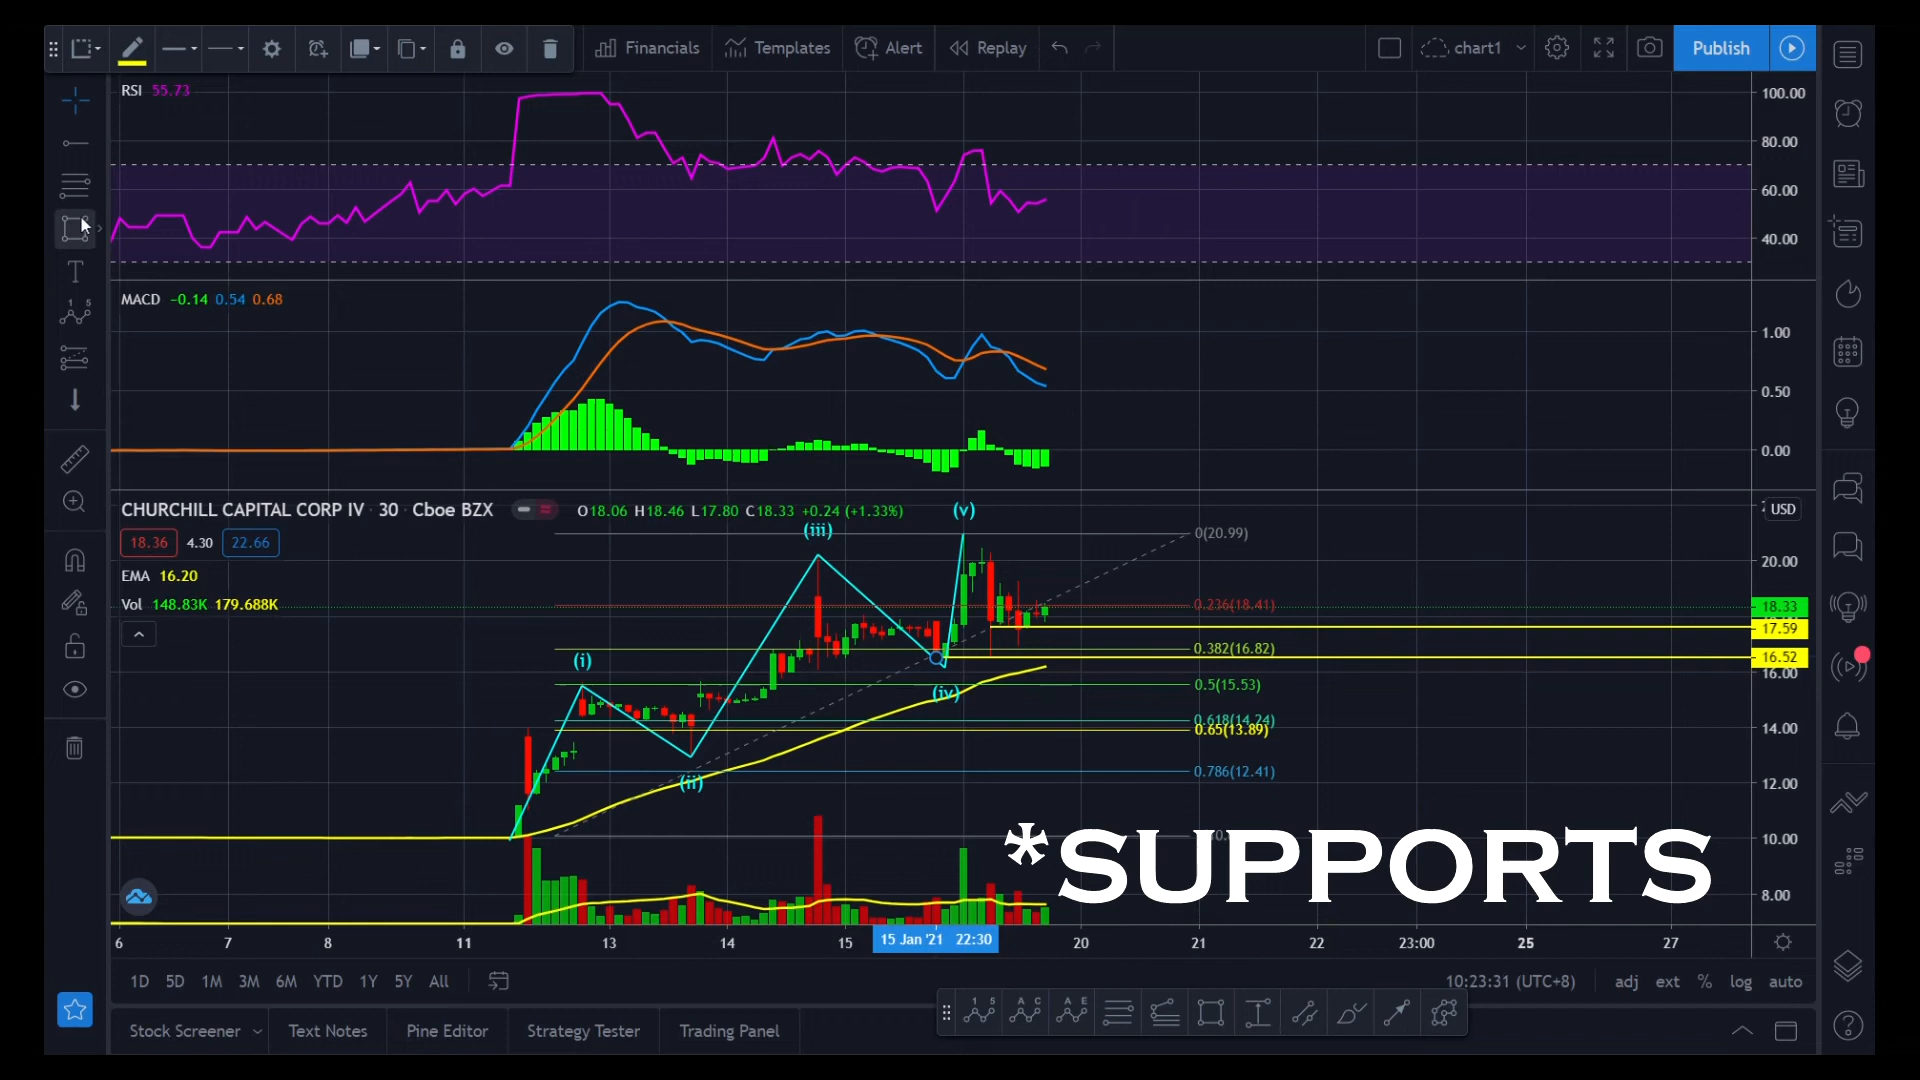 Financials Templates Alert Replay chart1 Publish
RSI 55.73
100.00
80.00
60.00
40.00
MACD −0.14 0.54 0.68
1.00
0.50
0.00
CHURCHILL CAPITAL CORP IV · 30 · Cboe BZX O18.06 H18.46 L17.80 C18.33 +0.24 (+1.33%)
USD
(v)
(iii)
0(20.99)
18.36 4.30 22.66
20.00
EMA 16.20
Vol 148.83K 179.688K
0.236(18.41)
18.33
17.59
0.382(16.82)
16.52
(i)
16.00
0.5(15.53)
(iv)
0.618(14.24)
0.65(13.89)
14.00
0.786(12.41)
(ii)
12.00
10.00
*SUPPORTS
8.00
6 7 8 11 13 14 15 15 Jan '21 22:30 20 21 22 23:00 25 27
1D 5D 1M 3M 6M YTD 1Y 5Y All 10:23:31 (UTC+8) adj ext % log auto
1 5 A C A E
Stock Screener Text Notes Pine Editor Strategy Tester Trading Panel